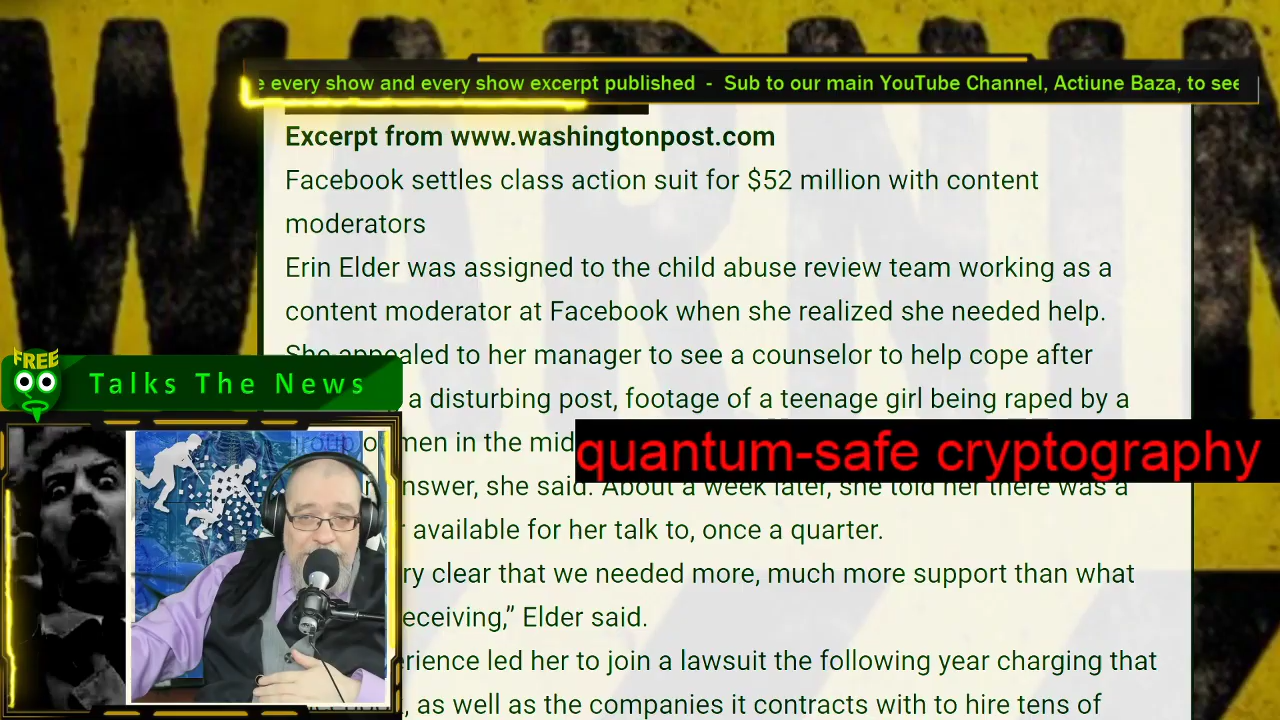 e every show and every show excerpt published - Sub to our main YouTube Channel, Actiune Baza, to see
Excerpt from www.washingtonpost.com
Facebook settles class action suit for $52 million with content
moderators
Erin Elder was assigned to the child abuse review team working as a
content moderator at Facebook when she realized she needed help.
She appealed to her manager to see a counselor to help cope after
a disturbing post, footage of a teenage girl being raped by a
group of men in the mid
quantum-safe cryptography
nswer, she said. About a week later, she told her there was a
available for her talk to, once a quarter.
ry clear that we needed more, much more support than what
eceiving,” Elder said.
erience led her to join a lawsuit the following year charging that
, as well as the companies it contracts with to hire tens of
FREE
Talks The News
WARNIN